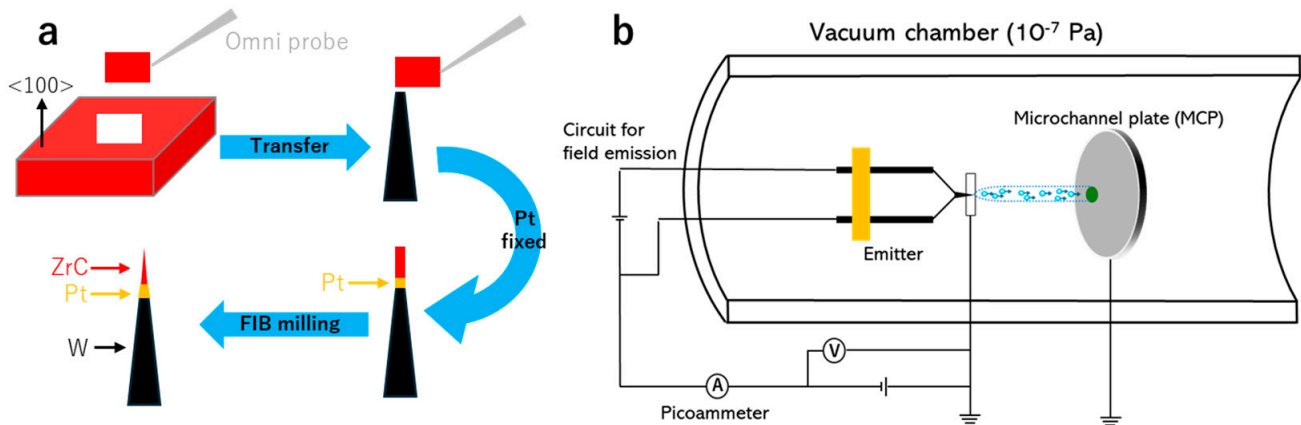 a
Omni probe
<100>
Transfer
Pt
fixed
ZrC
Pt
W
Pt
FIB milling
b
Vacuum chamber (10⁻⁷ Pa)
Circuit for
field emission
Microchannel plate (MCP)
Emitter
V
A
Picoammeter